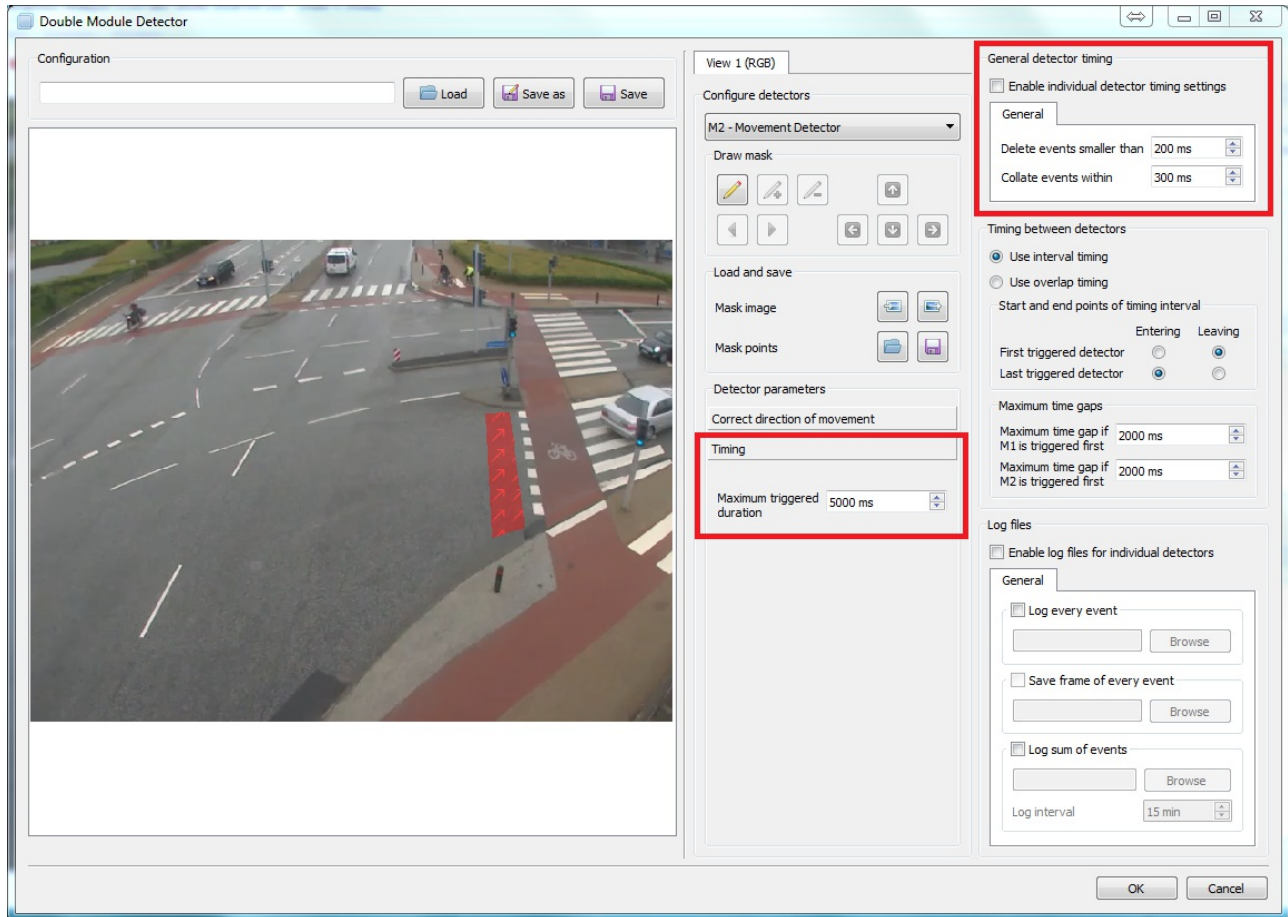 Double Module Detector
Configuration
Load
Save as
Save
View 1 (RGB)
Configure detectors
M2 - Movement Detector
Draw mask
Load and save
Mask image
Mask points
Detector parameters
Correct direction of movement
Timing
Maximum triggered
duration
5000 ms
General detector timing
Enable individual detector timing settings
General
Delete events smaller than 200 ms
Collate events within 300 ms
Timing between detectors
Use interval timing
Use overlap timing
Start and end points of timing interval
Entering Leaving
First triggered detector
Last triggered detector
Maximum time gaps
Maximum time gap if
M1 is triggered first
2000 ms
Maximum time gap if
M2 is triggered first
2000 ms
Log files
Enable log files for individual detectors
General
Log every event
Browse
Save frame of every event
Browse
Log sum of events
Browse
Log interval 15 min
OK Cancel